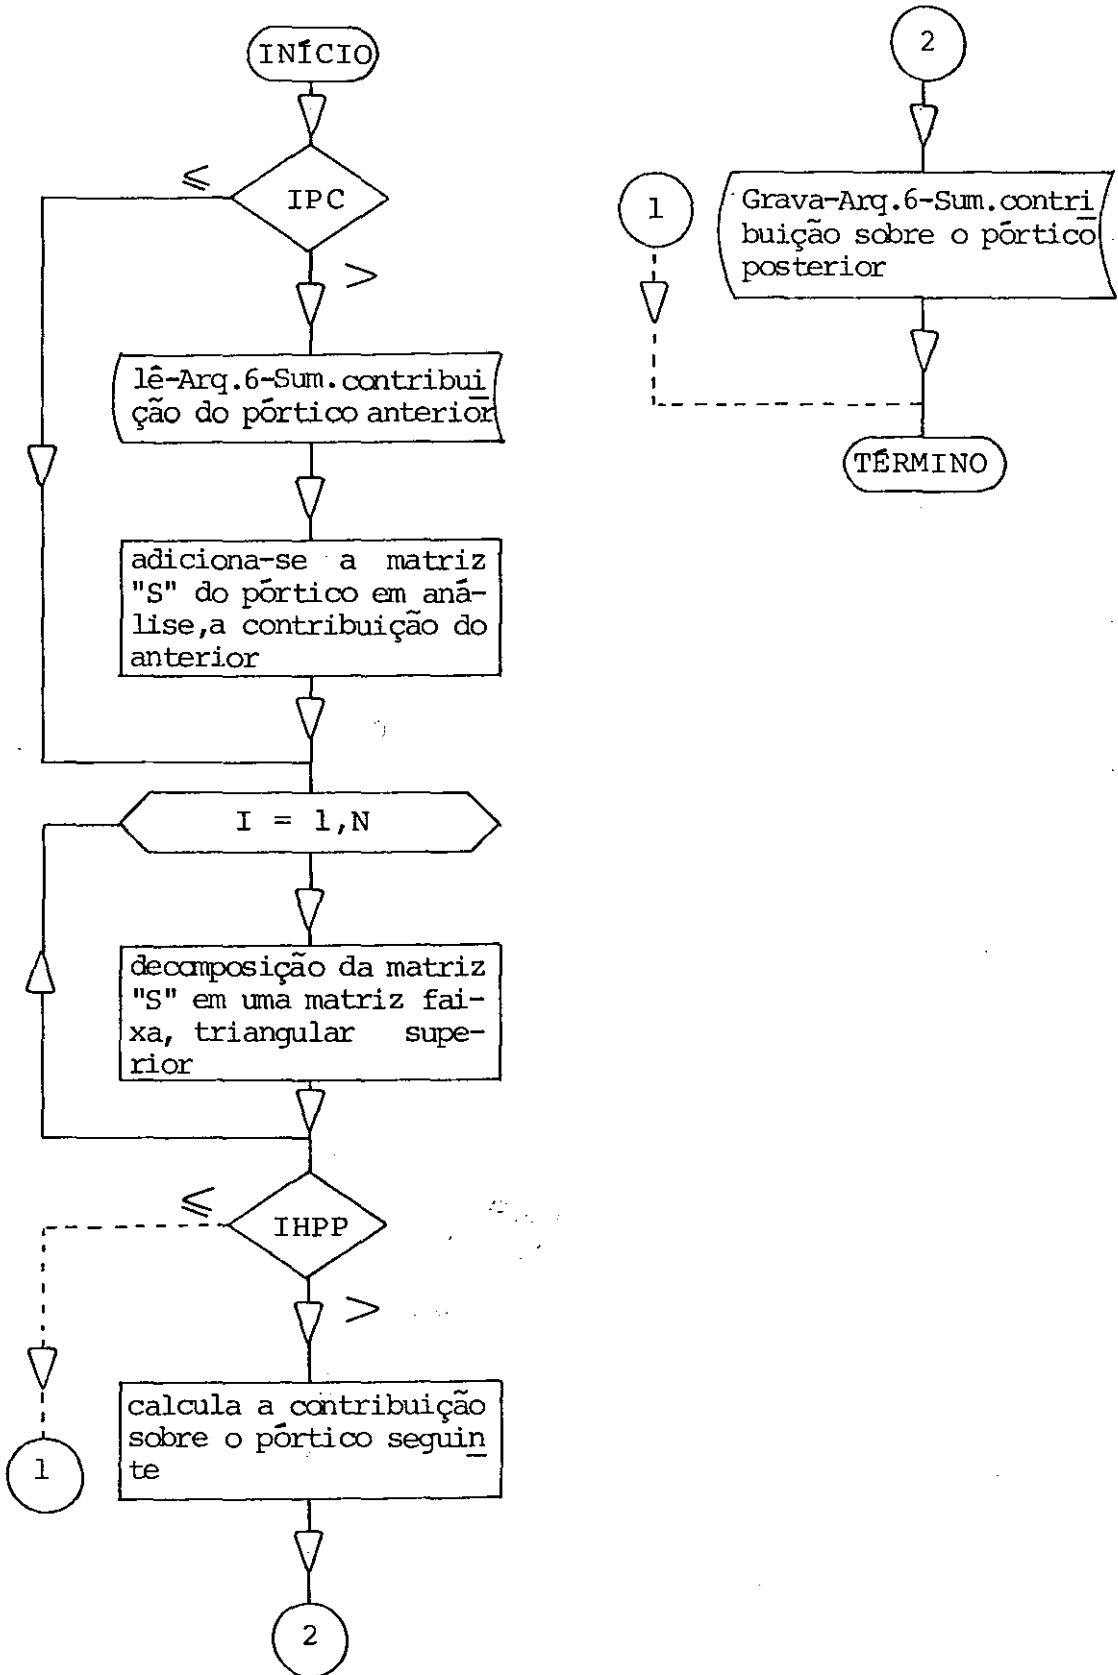 INÍCIO
≤
IPC
>
lê-Arq.6-Sum.contribui
ção do pórtico anterior
adiciona-se a matriz
"S" do pórtico em aná-
lise,a contribuição do
anterior
I = 1,N
decomposição da matriz
"S" em uma matriz fai-
xa, triangular supe-
rior
≤
IHPP
>
calcula a contribuição
sobre o pórtico seguin
te
1
2
2
1
Grava-Arq.6-Sum.contri
buição sobre o pórtico
posterior
TÉRMINO